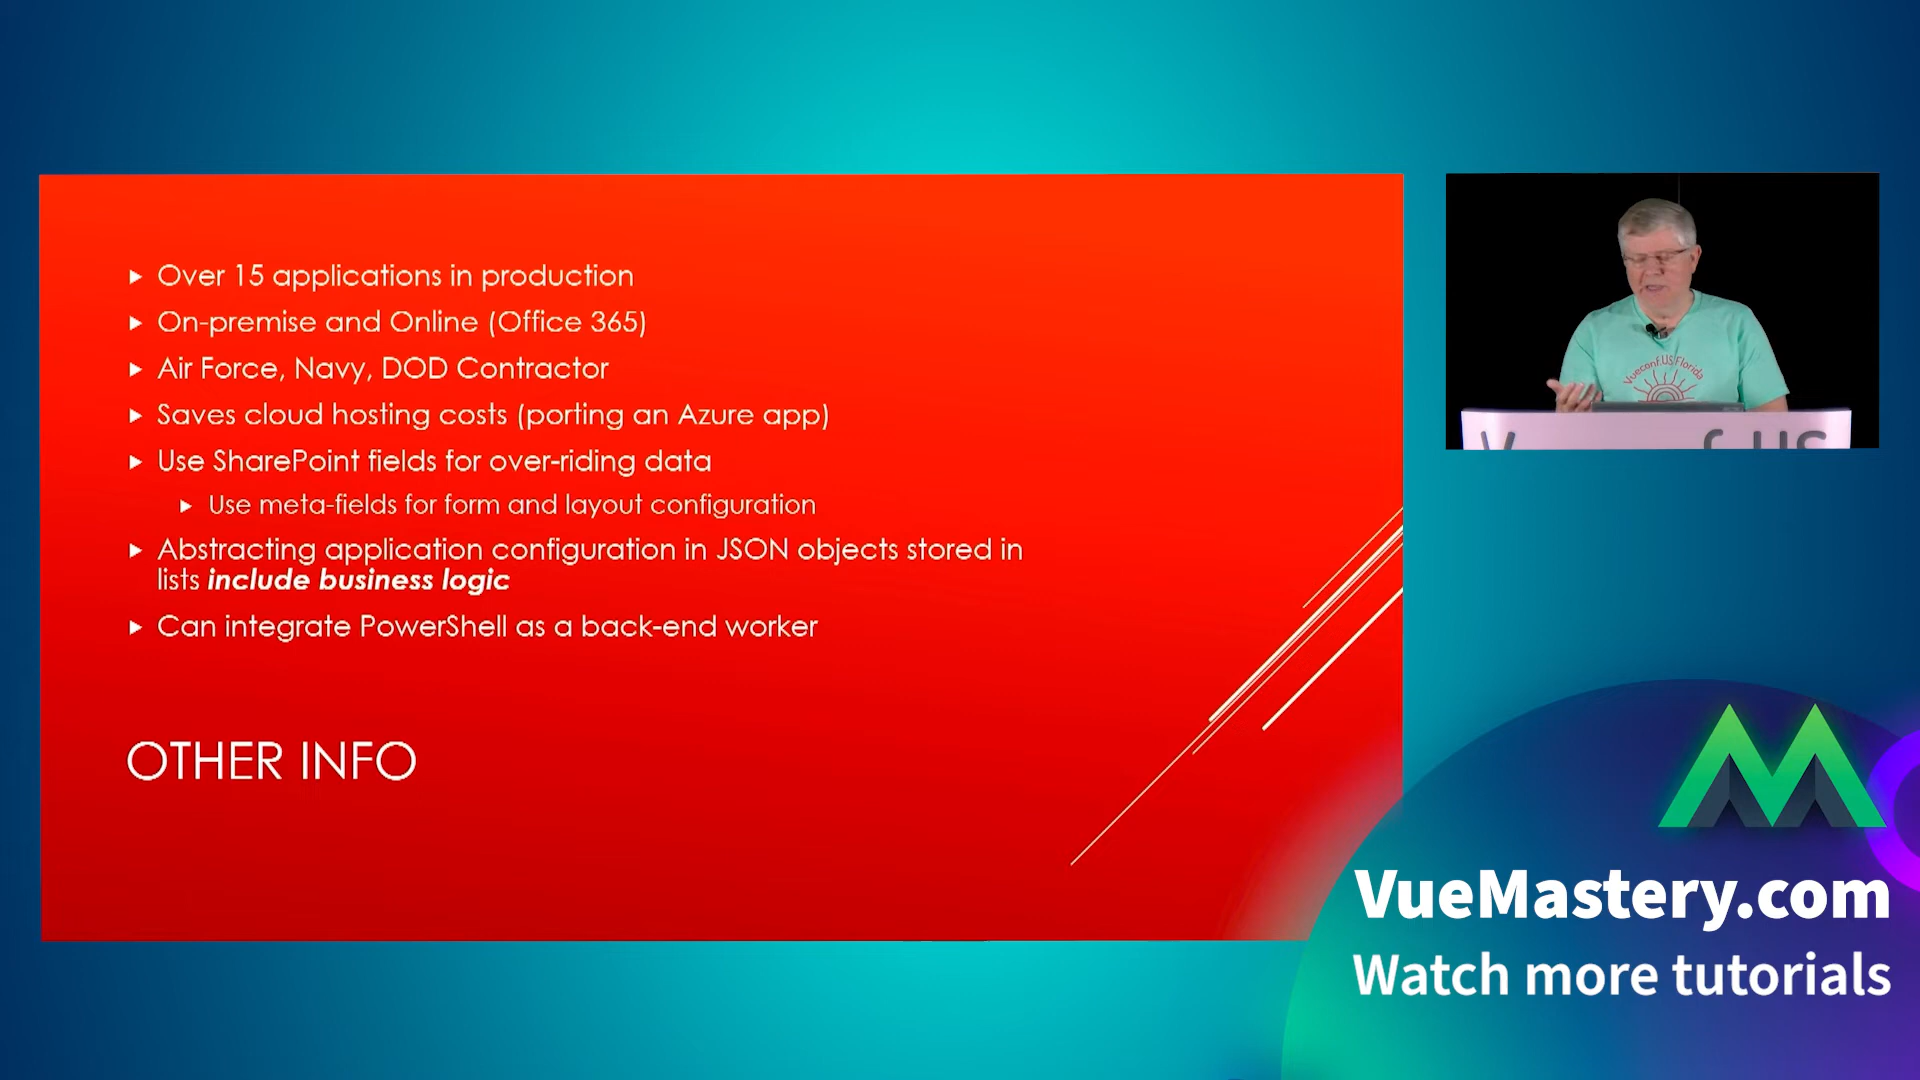 Over 15 applications in production
On-premise and Online (Office 365)
Air Force, Navy, DOD Contractor
Saves cloud hosting costs (porting an Azure app)
Use SharePoint fields for over-riding data
Use meta-fields for form and layout configuration
Abstracting application configuration in JSON objects stored in
lists include business logic
Can integrate PowerShell as a back-end worker
OTHER INFO
Vueconf.US Florida
VueMastery.com
Watch more tutorials